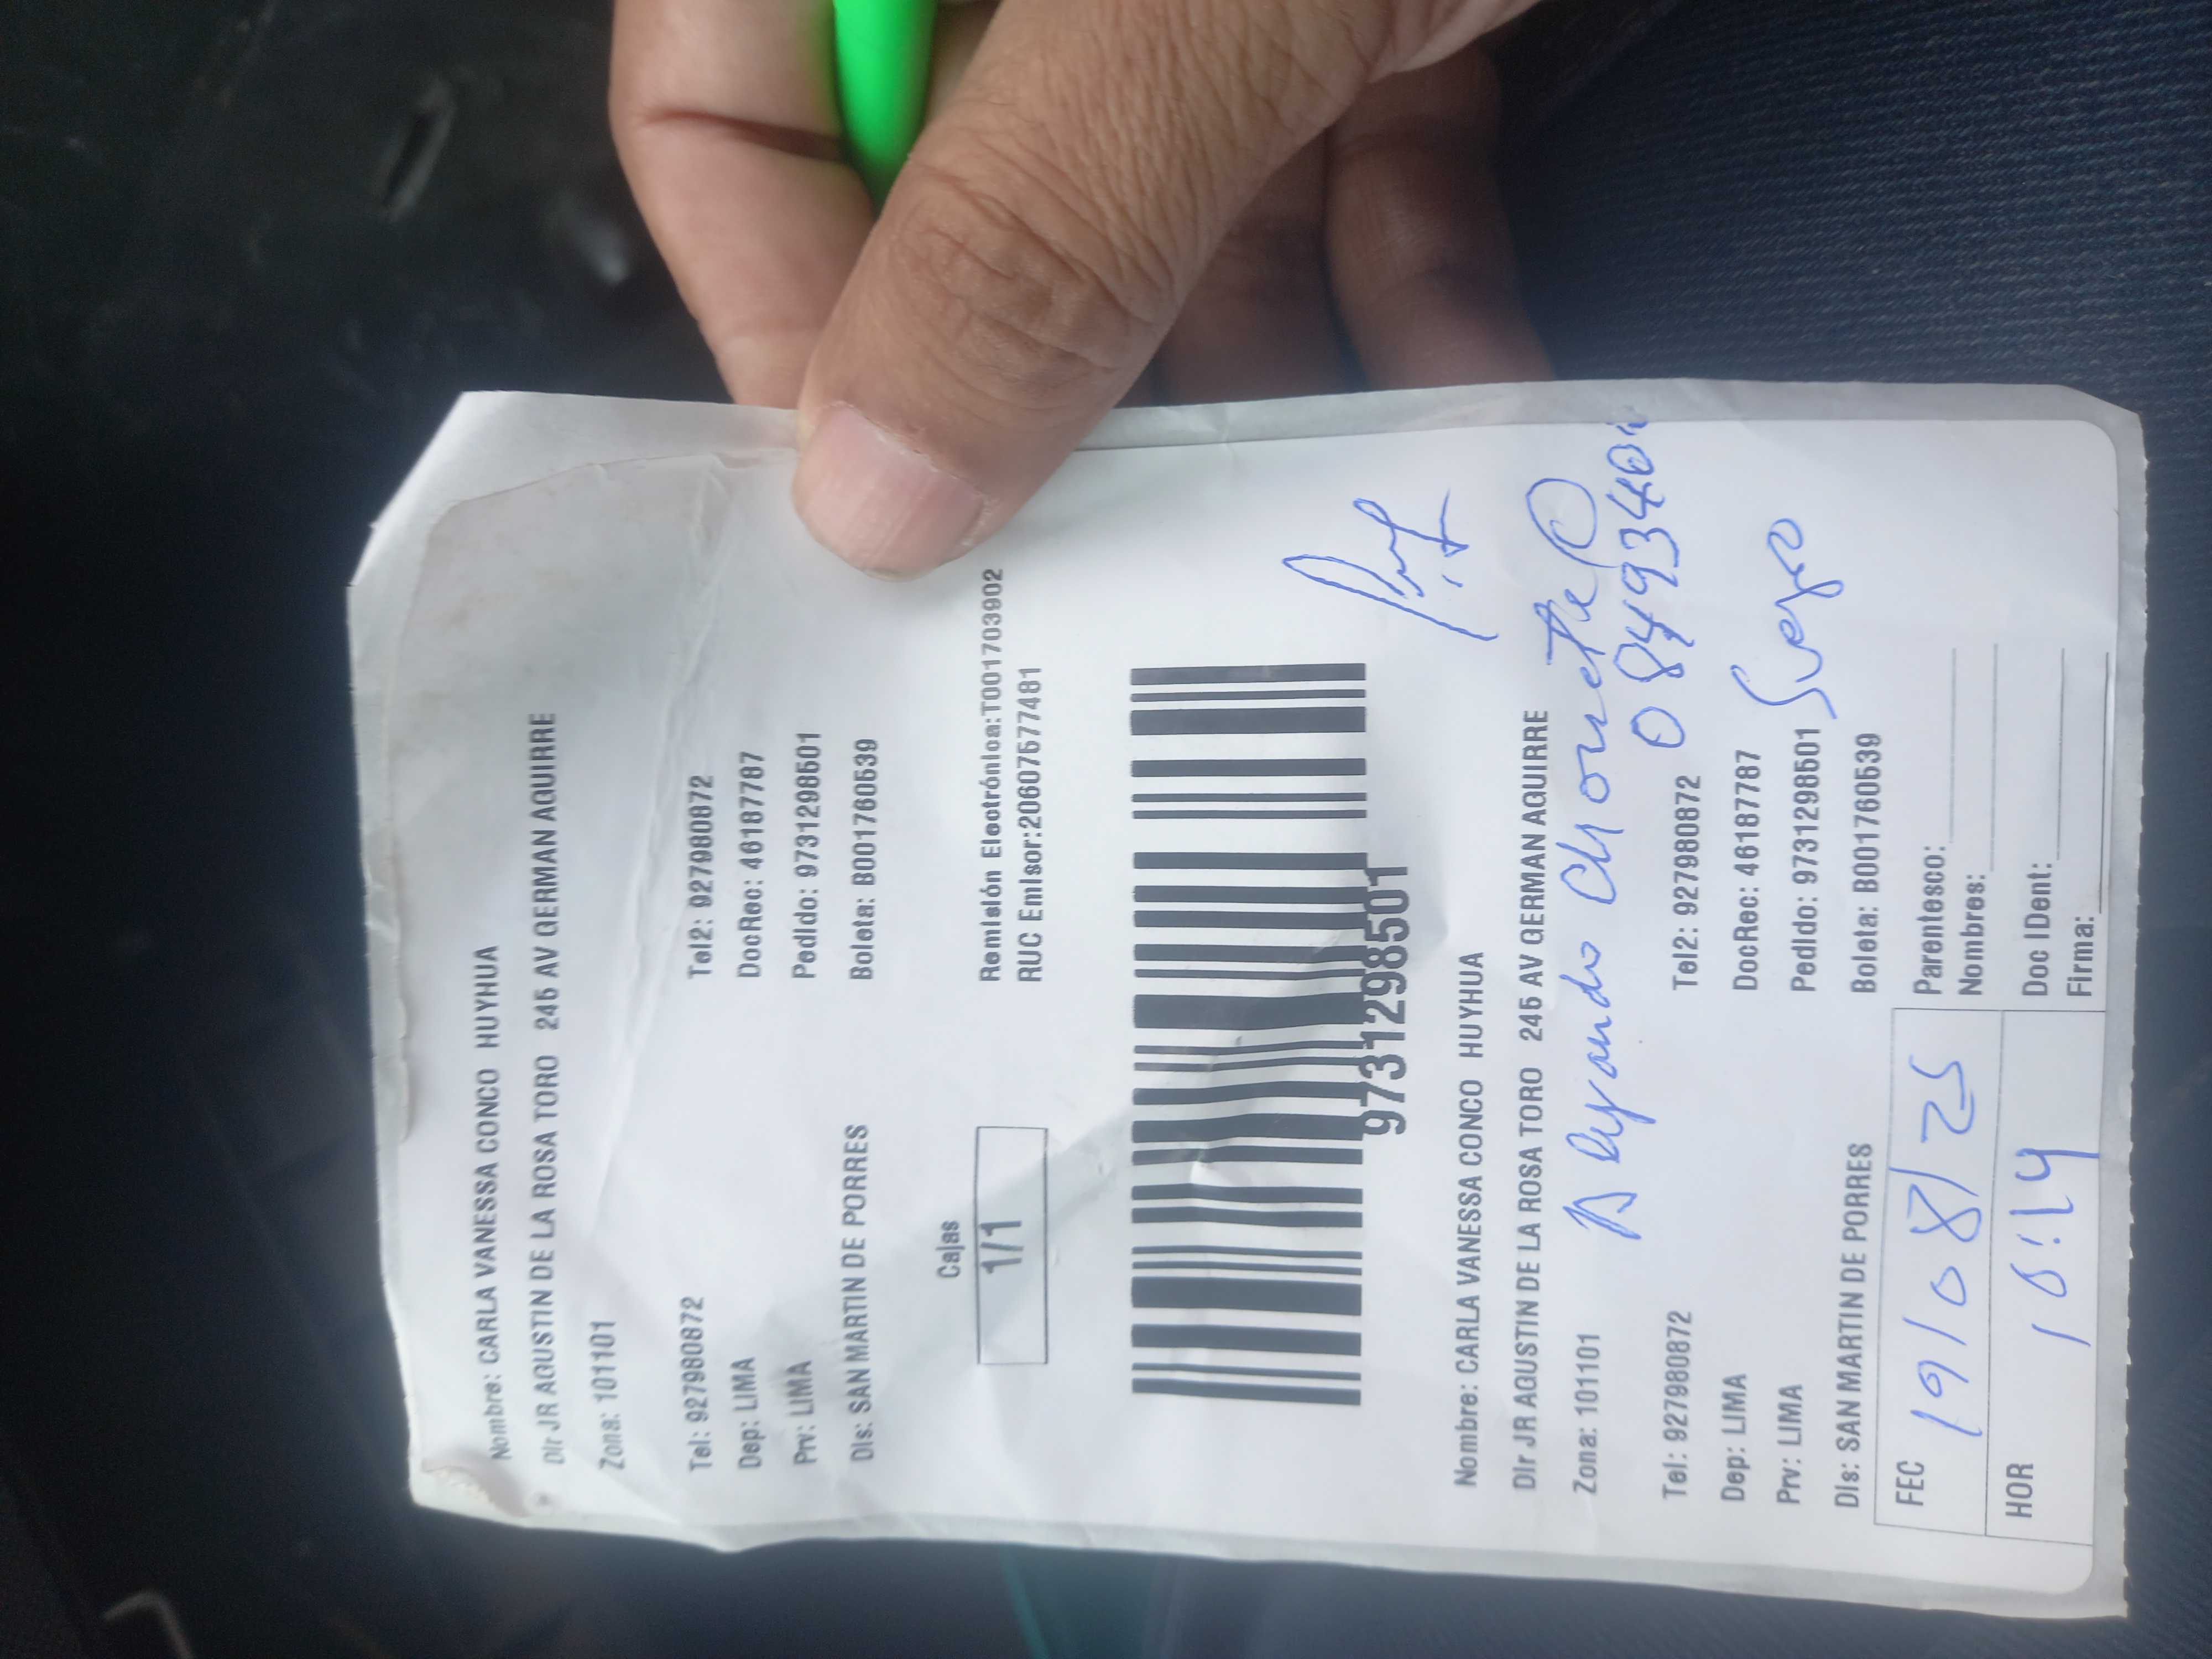 Nombre: CARLA VANESSA CONCO HUYHUA
Dir JR AGUSTIN DE LA ROSA TORO 245 AV GERMAN AGUIRRE
Zona: 101101
Tel: 927980872 Tel2: 927980872
Dep: LIMA DocRec: 46187787
Prv: LIMA Pedido: 9731298501
Dis: SAN MARTIN DE PORRES Boleta: B001760539
Cajas
1/1
Remisión Electrónica:T001703902
RUC Emisor:20607577481
9731298501
Nombre: CARLA VANESSA CONCO HUYHUA
Dir JR AGUSTIN DE LA ROSA TORO 245 AV GERMAN AGUIRRE
Zona: 101101
Tel: 927980872 Tel2: 927980872
Dep: LIMA DocRec: 46187787
Prv: LIMA Pedido: 9731298501
Dis: SAN MARTIN DE PORRES Boleta: B001760539
FEC 19/08/25 Parentesco:
Nombres:
HOR 10:14 Doc IDent:
Firma: